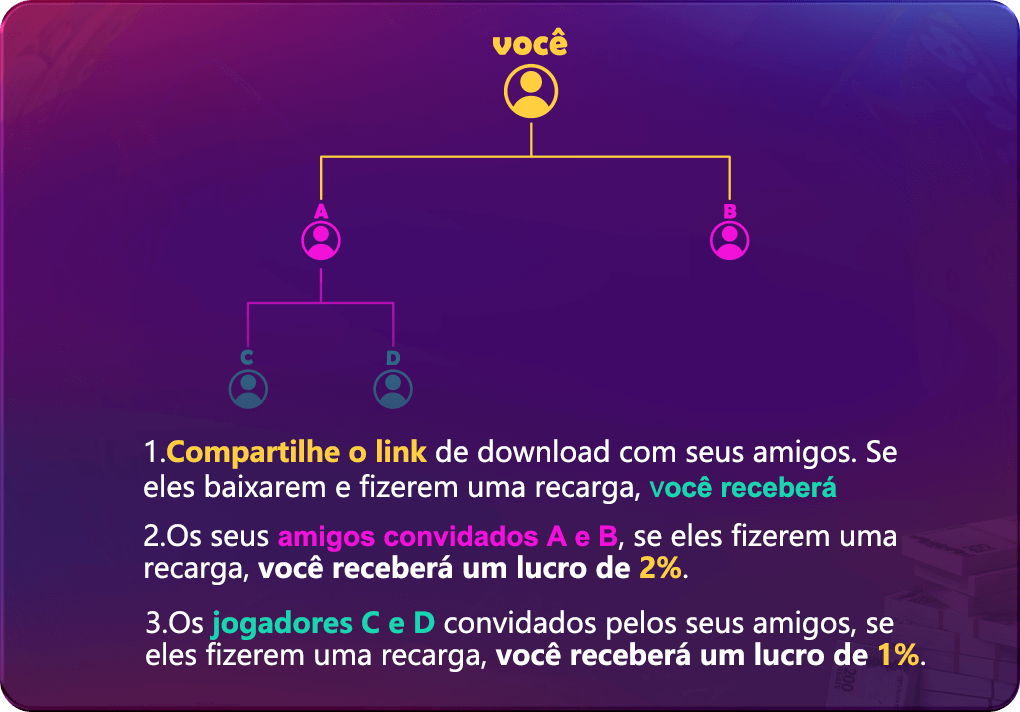 você
A
B
C
D
1.Compartilhe o link de download com seus amigos. Se
eles baixarem e fizerem uma recarga, você receberá
2.Os seus amigos convidados A e B, se eles fizerem uma
recarga, você receberá um lucro de 2%.
3.Os jogadores C e D convidados pelos seus amigos, se
eles fizerem uma recarga, você receberá um lucro de 1%.